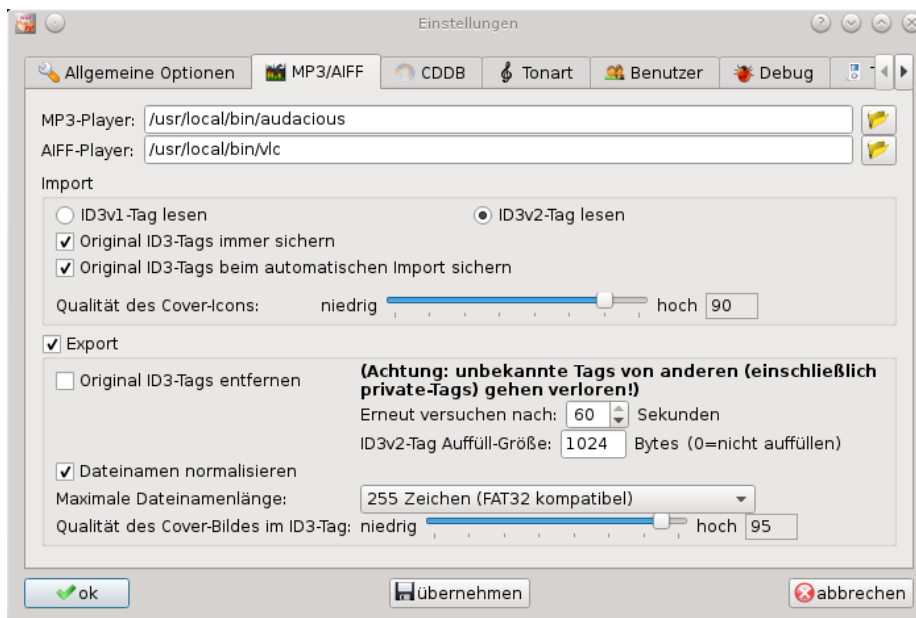 Einstellungen
Allgemeine Optionen MP3/AIFF CDDB Tonart Benutzer Debug
MP3-Player: /usr/local/bin/audacious
AIFF-Player: /usr/local/bin/vlc
Import
ID3v1-Tag lesen ID3v2-Tag lesen
Original ID3-Tags immer sichern
Original ID3-Tags beim automatischen Import sichern
Qualität des Cover-Icons: niedrig hoch 90
Export
Original ID3-Tags entfernen (Achtung: unbekannte Tags von anderen (einschließlich
private-Tags) gehen verloren!)
Erneut versuchen nach: 60 Sekunden
ID3v2-Tag Auffüll-Größe: 1024 Bytes (0=nicht auffüllen)
Dateinamen normalisieren
Maximale Dateinamenlänge: 255 Zeichen (FAT32 kompatibel)
Qualität des Cover-Bildes im ID3-Tag: niedrig hoch 95
ok übernehmen abbrechen